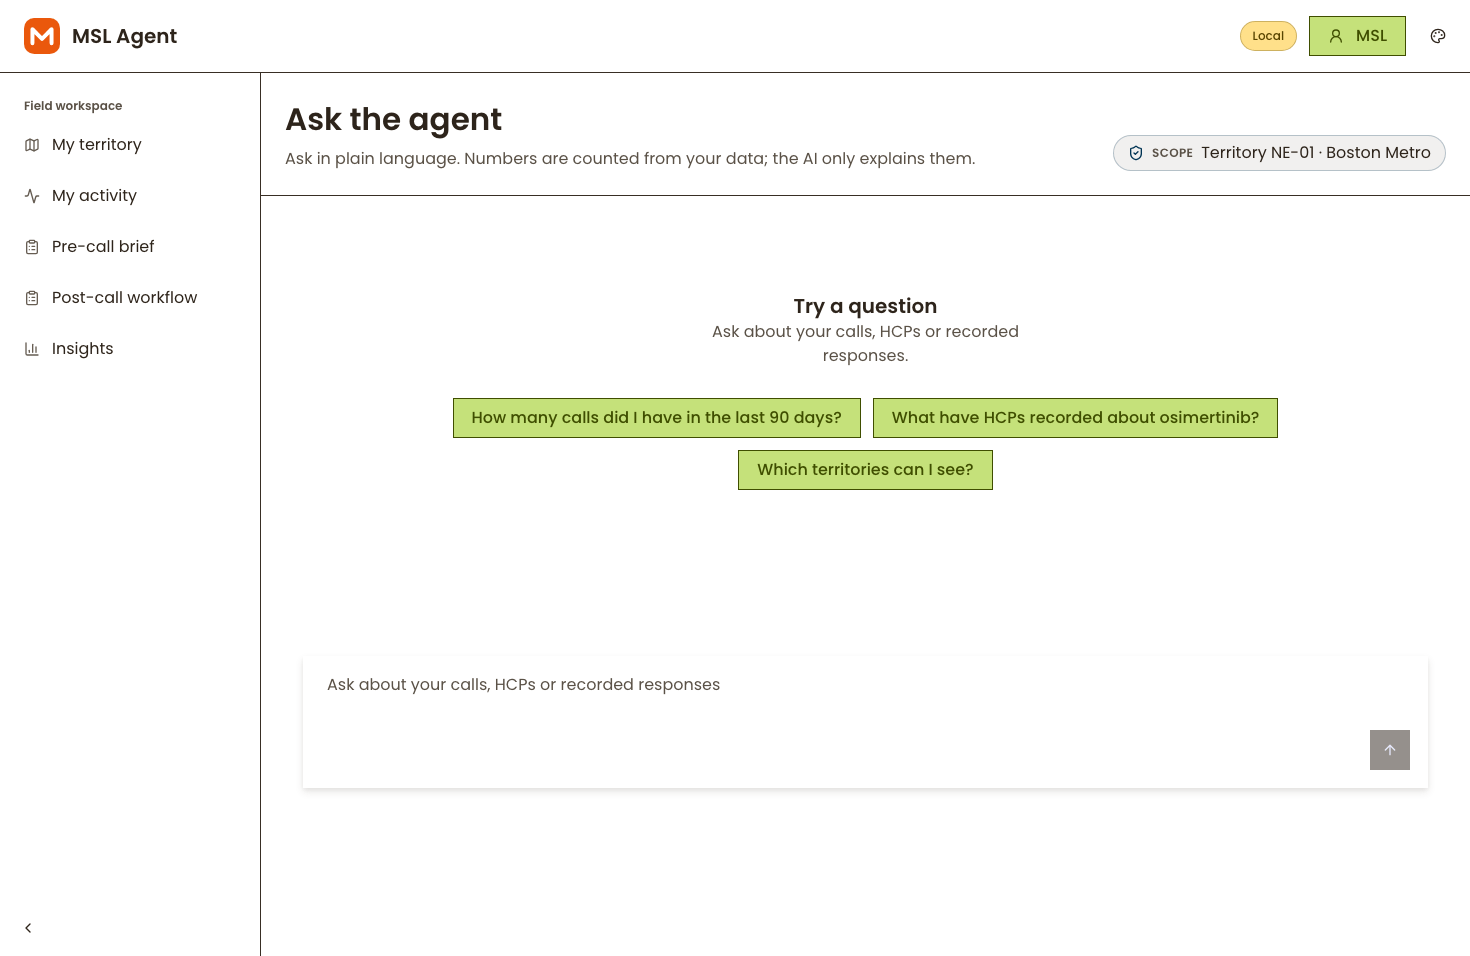 MSL Agent
Local
MSL
Field workspace
My territory
My activity
Pre-call brief
Post-call workflow
Insights
Ask the agent
Ask in plain language. Numbers are counted from your data; the AI only explains them.
SCOPE Territory NE-01 · Boston Metro
Try a question
Ask about your calls, HCPs or recorded
responses.
How many calls did I have in the last 90 days?
What have HCPs recorded about osimertinib?
Which territories can I see?
Ask about your calls, HCPs or recorded responses